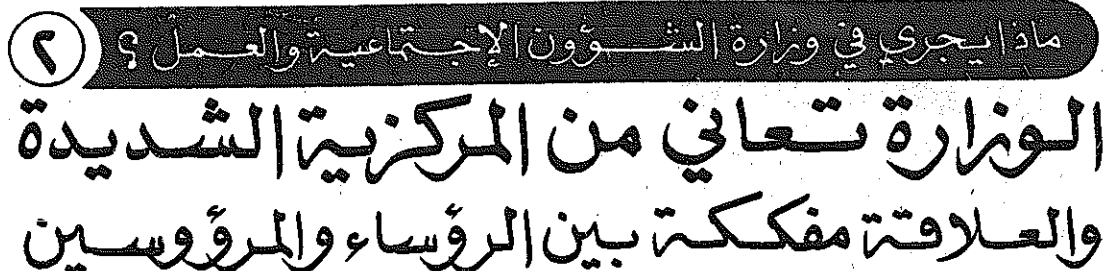 ماذا يجري في وزارة الشؤون الإجتماعية والعمل ؟ ٢
الوزارة تعاني من المركزية الشديدة
والعلاقة مفككة بين الرؤساء والمرؤوسين